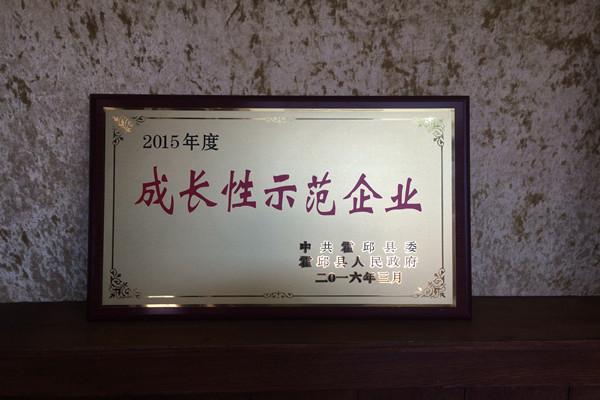 2015年度
成长性示范企业
中共霍邱县委
霍邱县人民政府
二〇一六年三月